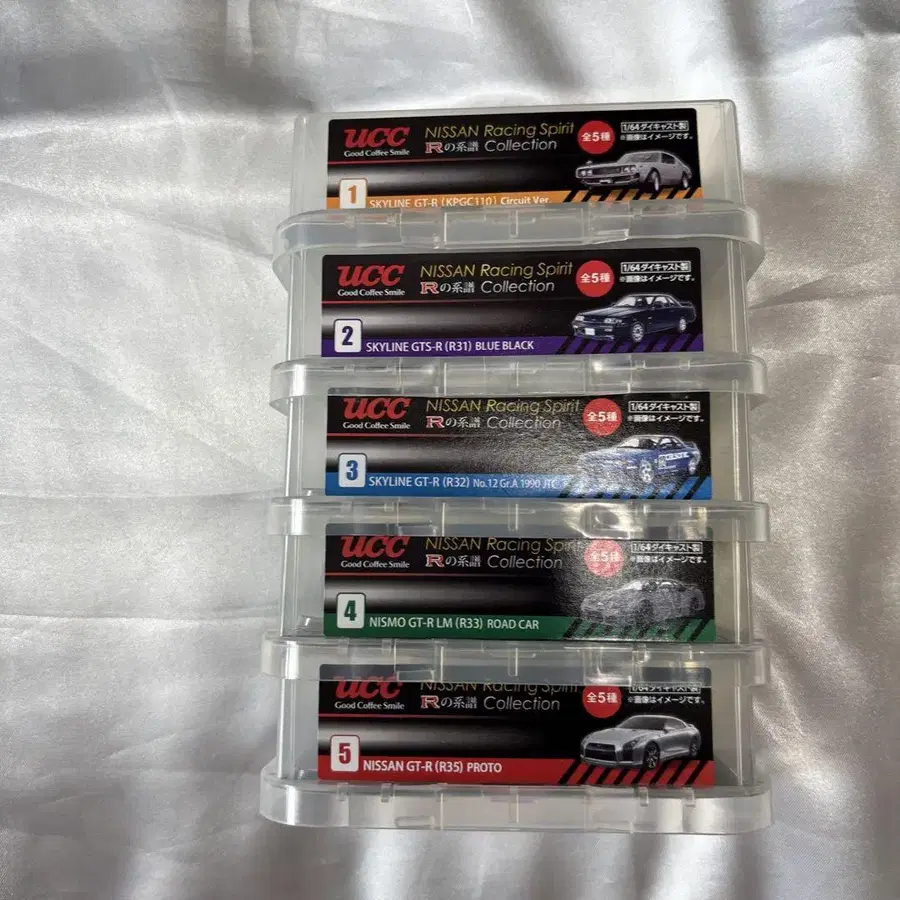 ucc
Good Coffee Smile
NISSAN Racing Spirit
Rの系譜 Collection
全5種
1/64ダイキャスト製
※画像はイメージです。
1
SKYLINE GT-R (KPGC110) Circuit Ver.
ucc
Good Coffee Smile
NISSAN Racing Spirit
Rの系譜 Collection
全5種
1/64ダイキャスト製
※画像はイメージです。
2
SKYLINE GTS-R (R31) BLUE BLACK
ucc
Good Coffee Smile
NISSAN Racing Spirit
Rの系譜 Collection
全5種
1/64ダイキャスト製
※画像はイメージです。
CALSONIC
3
SKYLINE GT-R (R32) No.12 Gr.A 1990 JTC
ucc
Good Coffee Smile
NISSAN Racing Spirit
Rの系譜 Collection
全5種
1/64ダイキャスト製
※画像はイメージです。
4
NISMO GT-R LM (R33) ROAD CAR
ucc
Good Coffee Smile
NISSAN Racing Spirit
Rの系譜 Collection
全5種
1/64ダイキャスト製
※画像はイメージです。
5
NISSAN GT-R (R35) PROTO